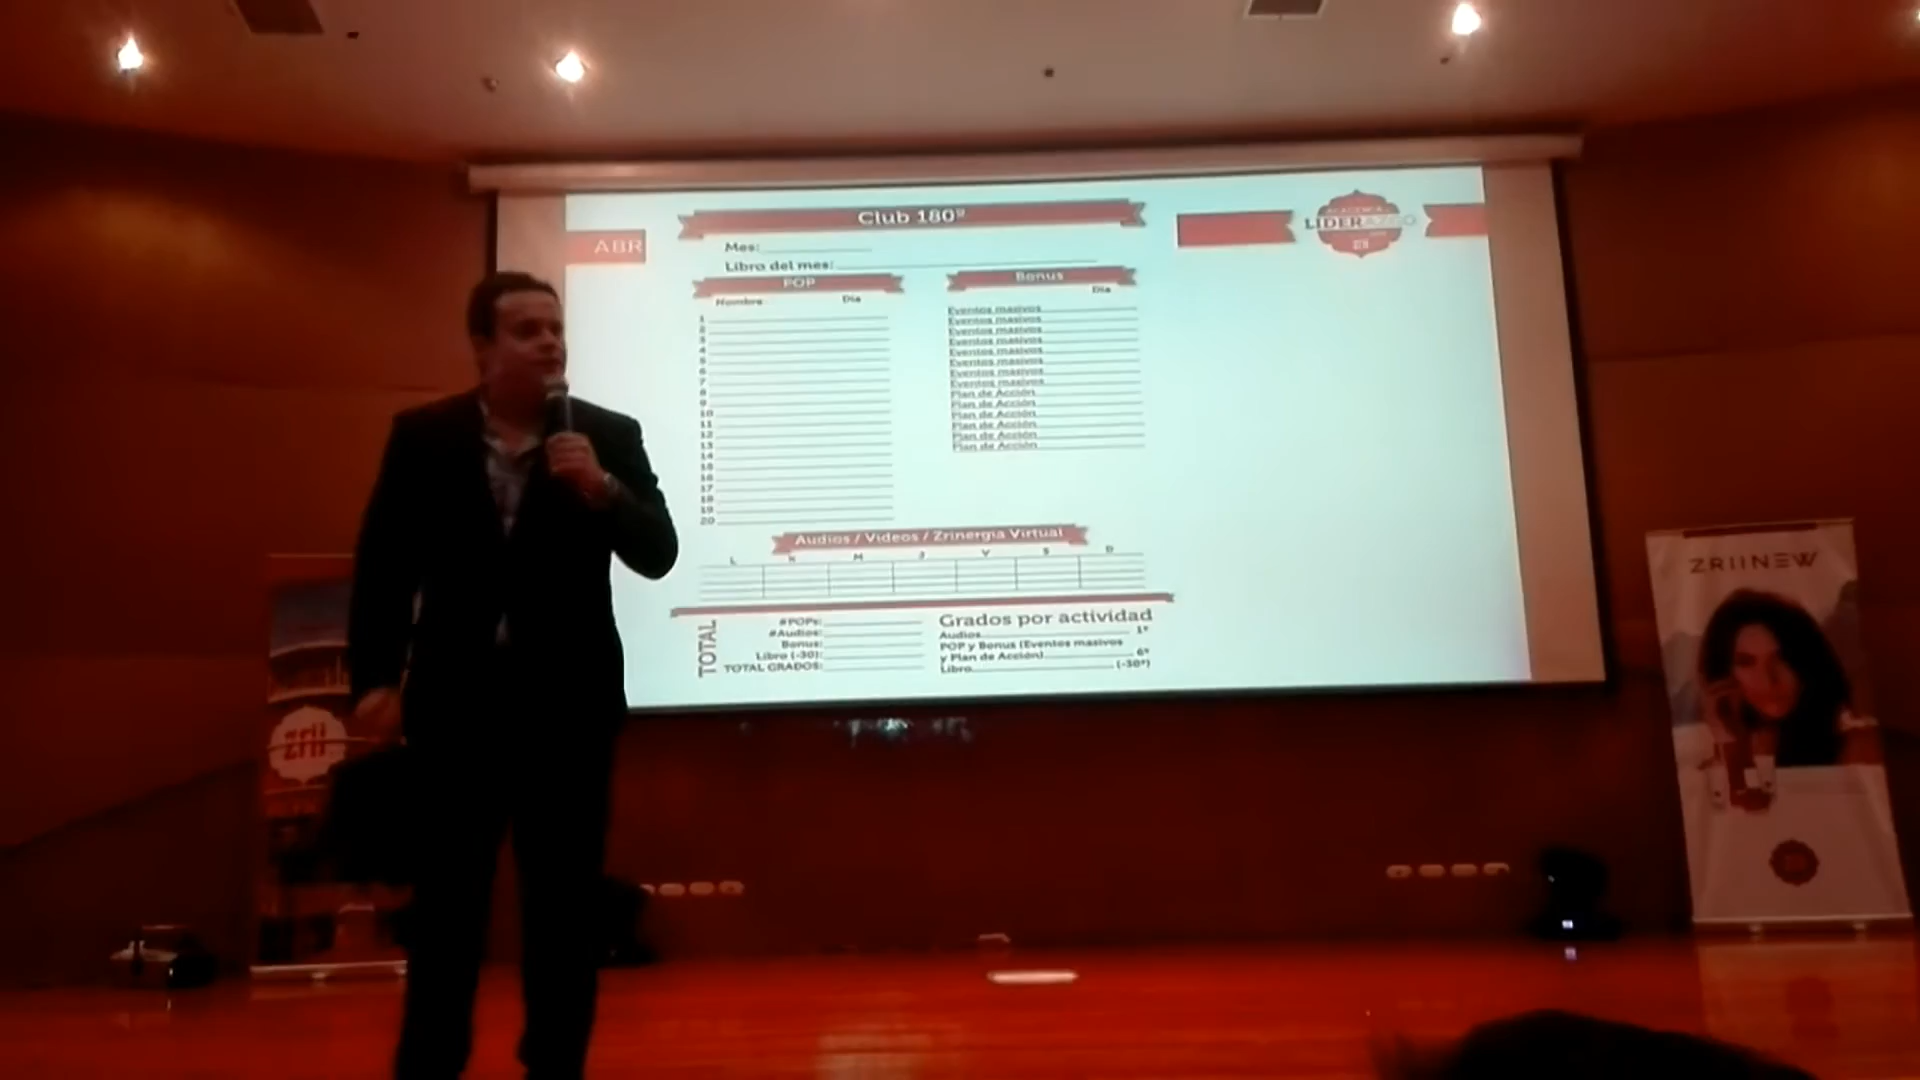 Club 180º
ABR
LIDERAZGO
Mes:
Libro del mes:
POP
Nombre Día
1
2
3
4
5
6
7
8
9
10
11
12
13
14
15
16
17
18
19
20
Bonus
Día
Eventos masivos
Eventos masivos
Eventos masivos
Eventos masivos
Eventos masivos
Eventos masivos
Eventos masivos
Eventos masivos
Plan de Acción
Plan de Acción
Plan de Acción
Plan de Acción
Plan de Acción
Plan de Acción
Audios / Videos / Zrinergia Virtual
L K M J V S D
TOTAL
#POPs:
#Audios:
Bonus:
Libro (-30):
TOTAL GRADOS:
Grados por actividad
Audios 1º
POP y Bonus (Eventos masivos
y Plan de Acción) 6º
Libro (-30º)
zrii
ZRIINEW